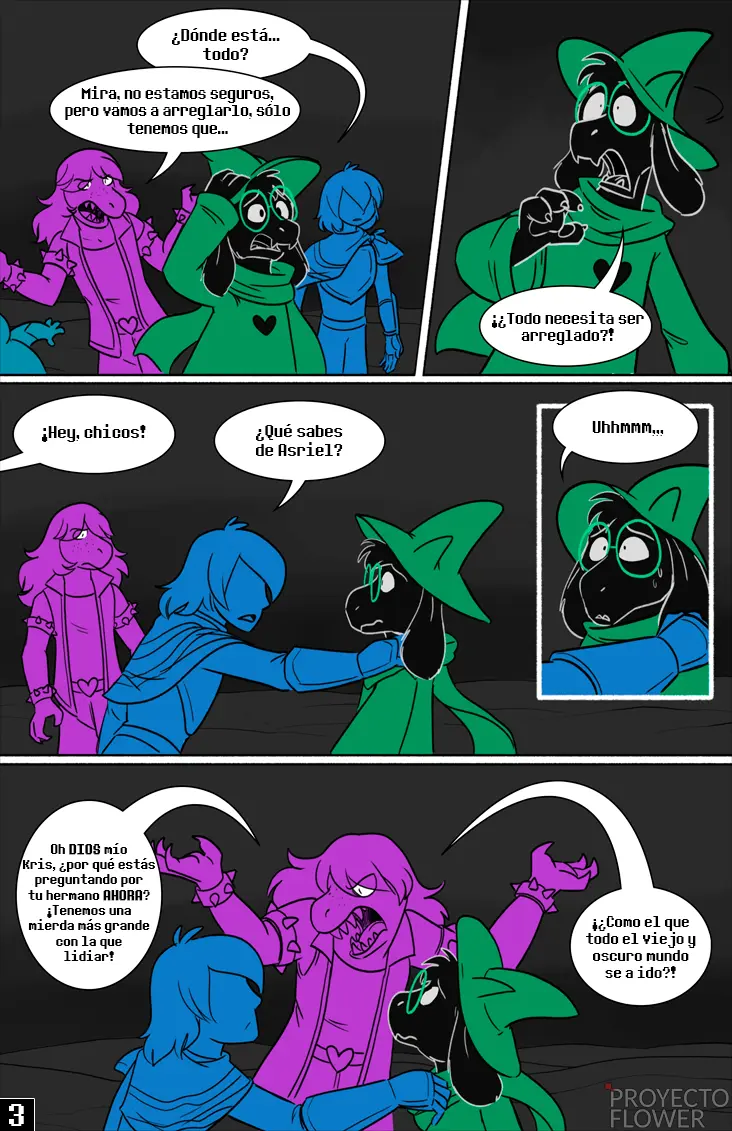 ¿Dónde está...
todo?
Mira, no estamos seguros,
pero vamos a arreglarlo, sólo
tenemos que...
¡¿Todo necesita ser
arreglado?!
¡Hey, chicos!
¿Qué sabes
de Asriel?
Uhhmmm,,,
Oh DIOS mío
Kris, ¿por qué estás
preguntando por
tu hermano AHORA?
¡Tenemos una
mierda más grande
con la que
lidiar!
¡¿Como el que
todo el viejo y
oscuro mundo
se a ido?!
3
PROYECTO
FLOWER